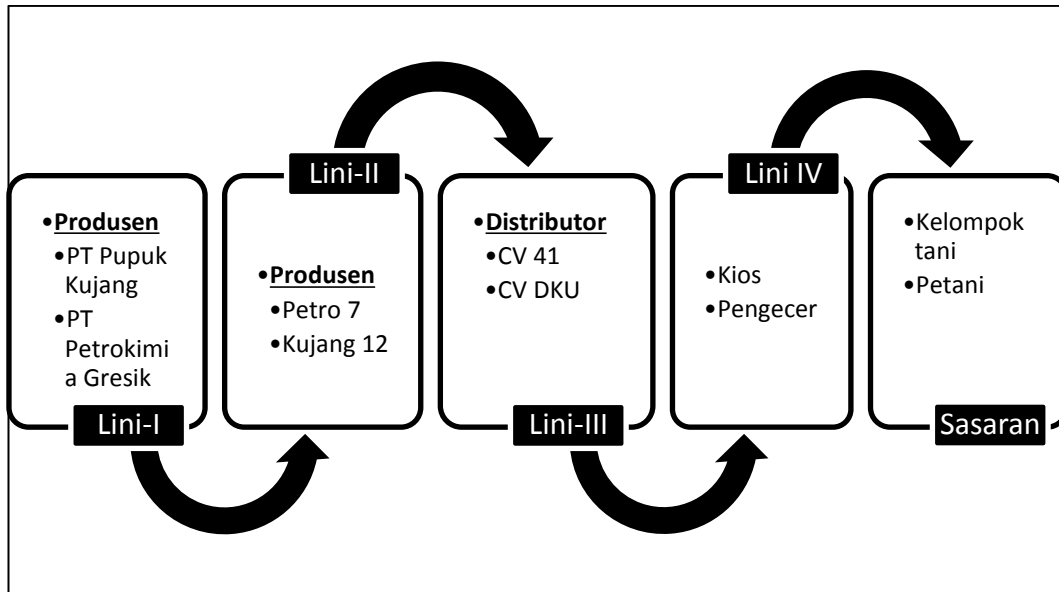 •Produsen
•PT Pupuk
Kujang
•PT
Petrokimi
a Gresik
Lini-I
Lini-II
•Produsen
•Petro 7
•Kujang 12
•Distributor
•CV 41
•CV DKU
Lini-III
Lini IV
•Kios
•Pengecer
•Kelompok
tani
•Petani
Sasaran